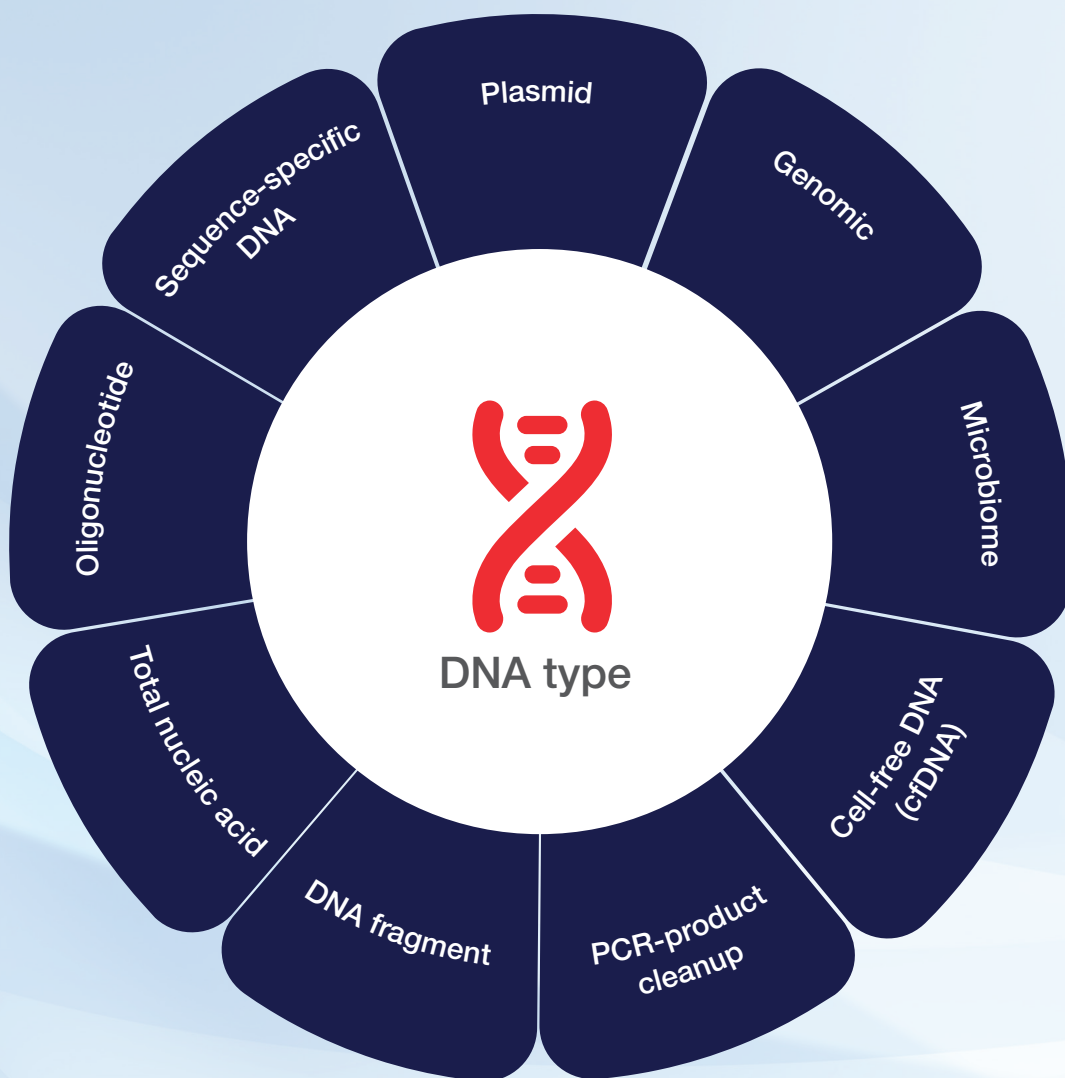 Plasmid
Genomic
Microbiome
Cell-free DNA
(cfDNA)
PCR-product
cleanup
DNA fragment
Total nucleic acid
Oligonucleotide
Sequence-specific
DNA
DNA type